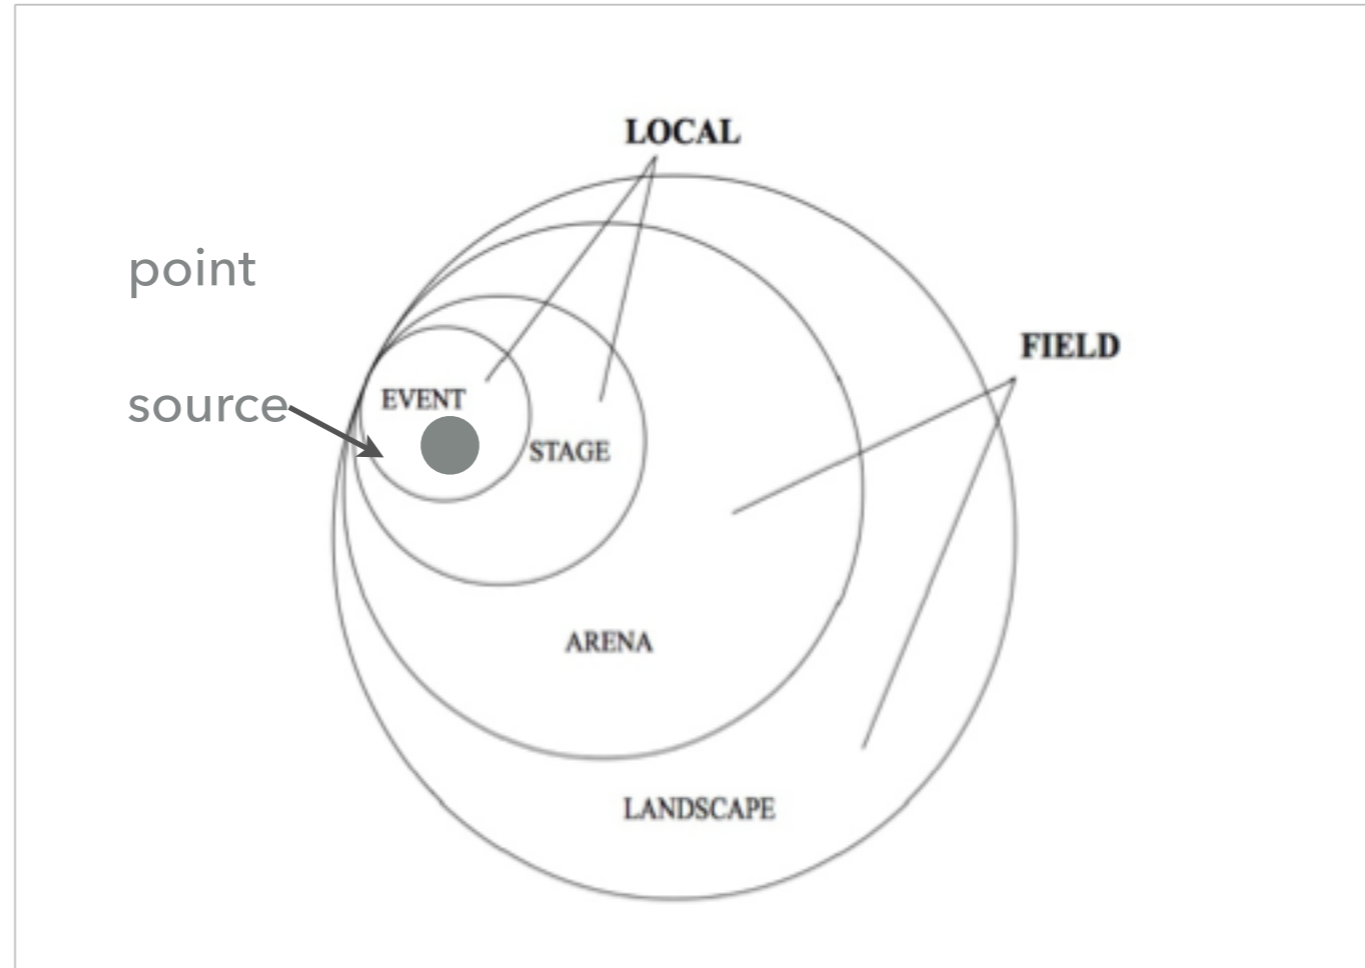 LOCAL
point
FIELD
source
EVENT
STAGE
ARENA
LANDSCAPE